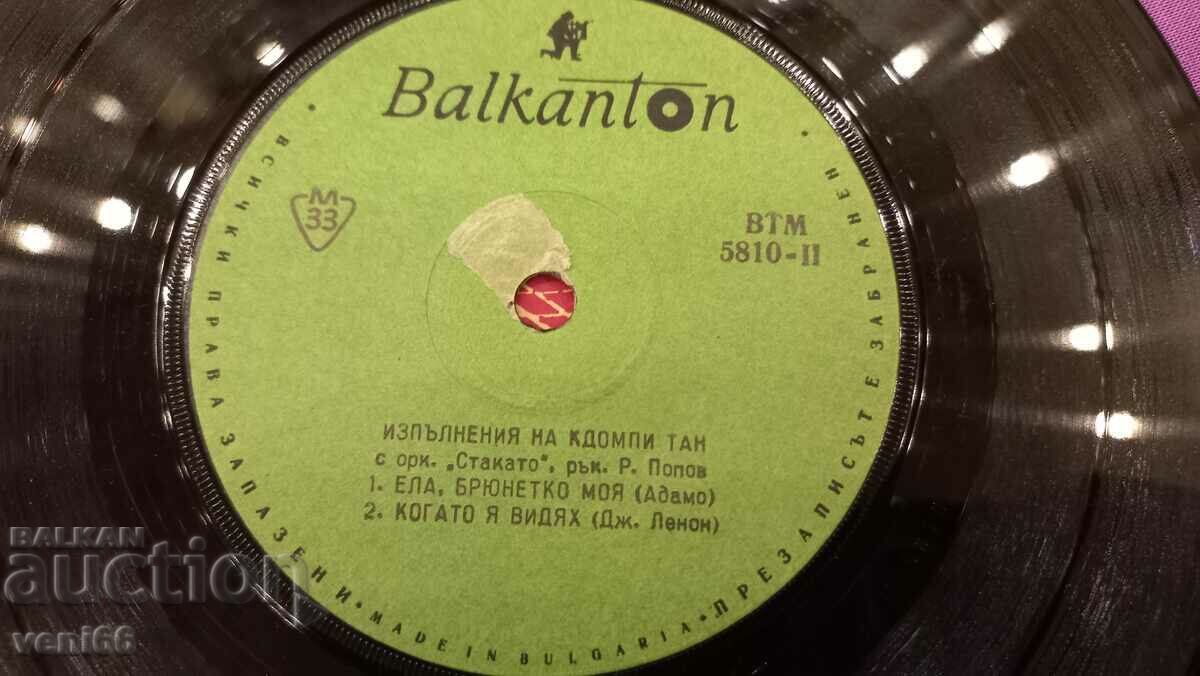 Balkanton
М
33
ВТМ
5810-II
ИЗПЪЛНЕНИЯ НА КДОМПИ ТАН
с орк. „Стакато“, рък. Р. Попов
1. ЕЛА, БРЮНЕТКО МОЯ (Адамо)
2. КОГАТО Я ВИДЯХ (Дж. Ленон)
• ВСИЧКИ ПРАВА ЗАПАЗЕНИ • MADE IN BULGARIA • ПРЕЗАПИСЪТ Е ЗАБРАНЕН •
BALKAN
auction
veni66